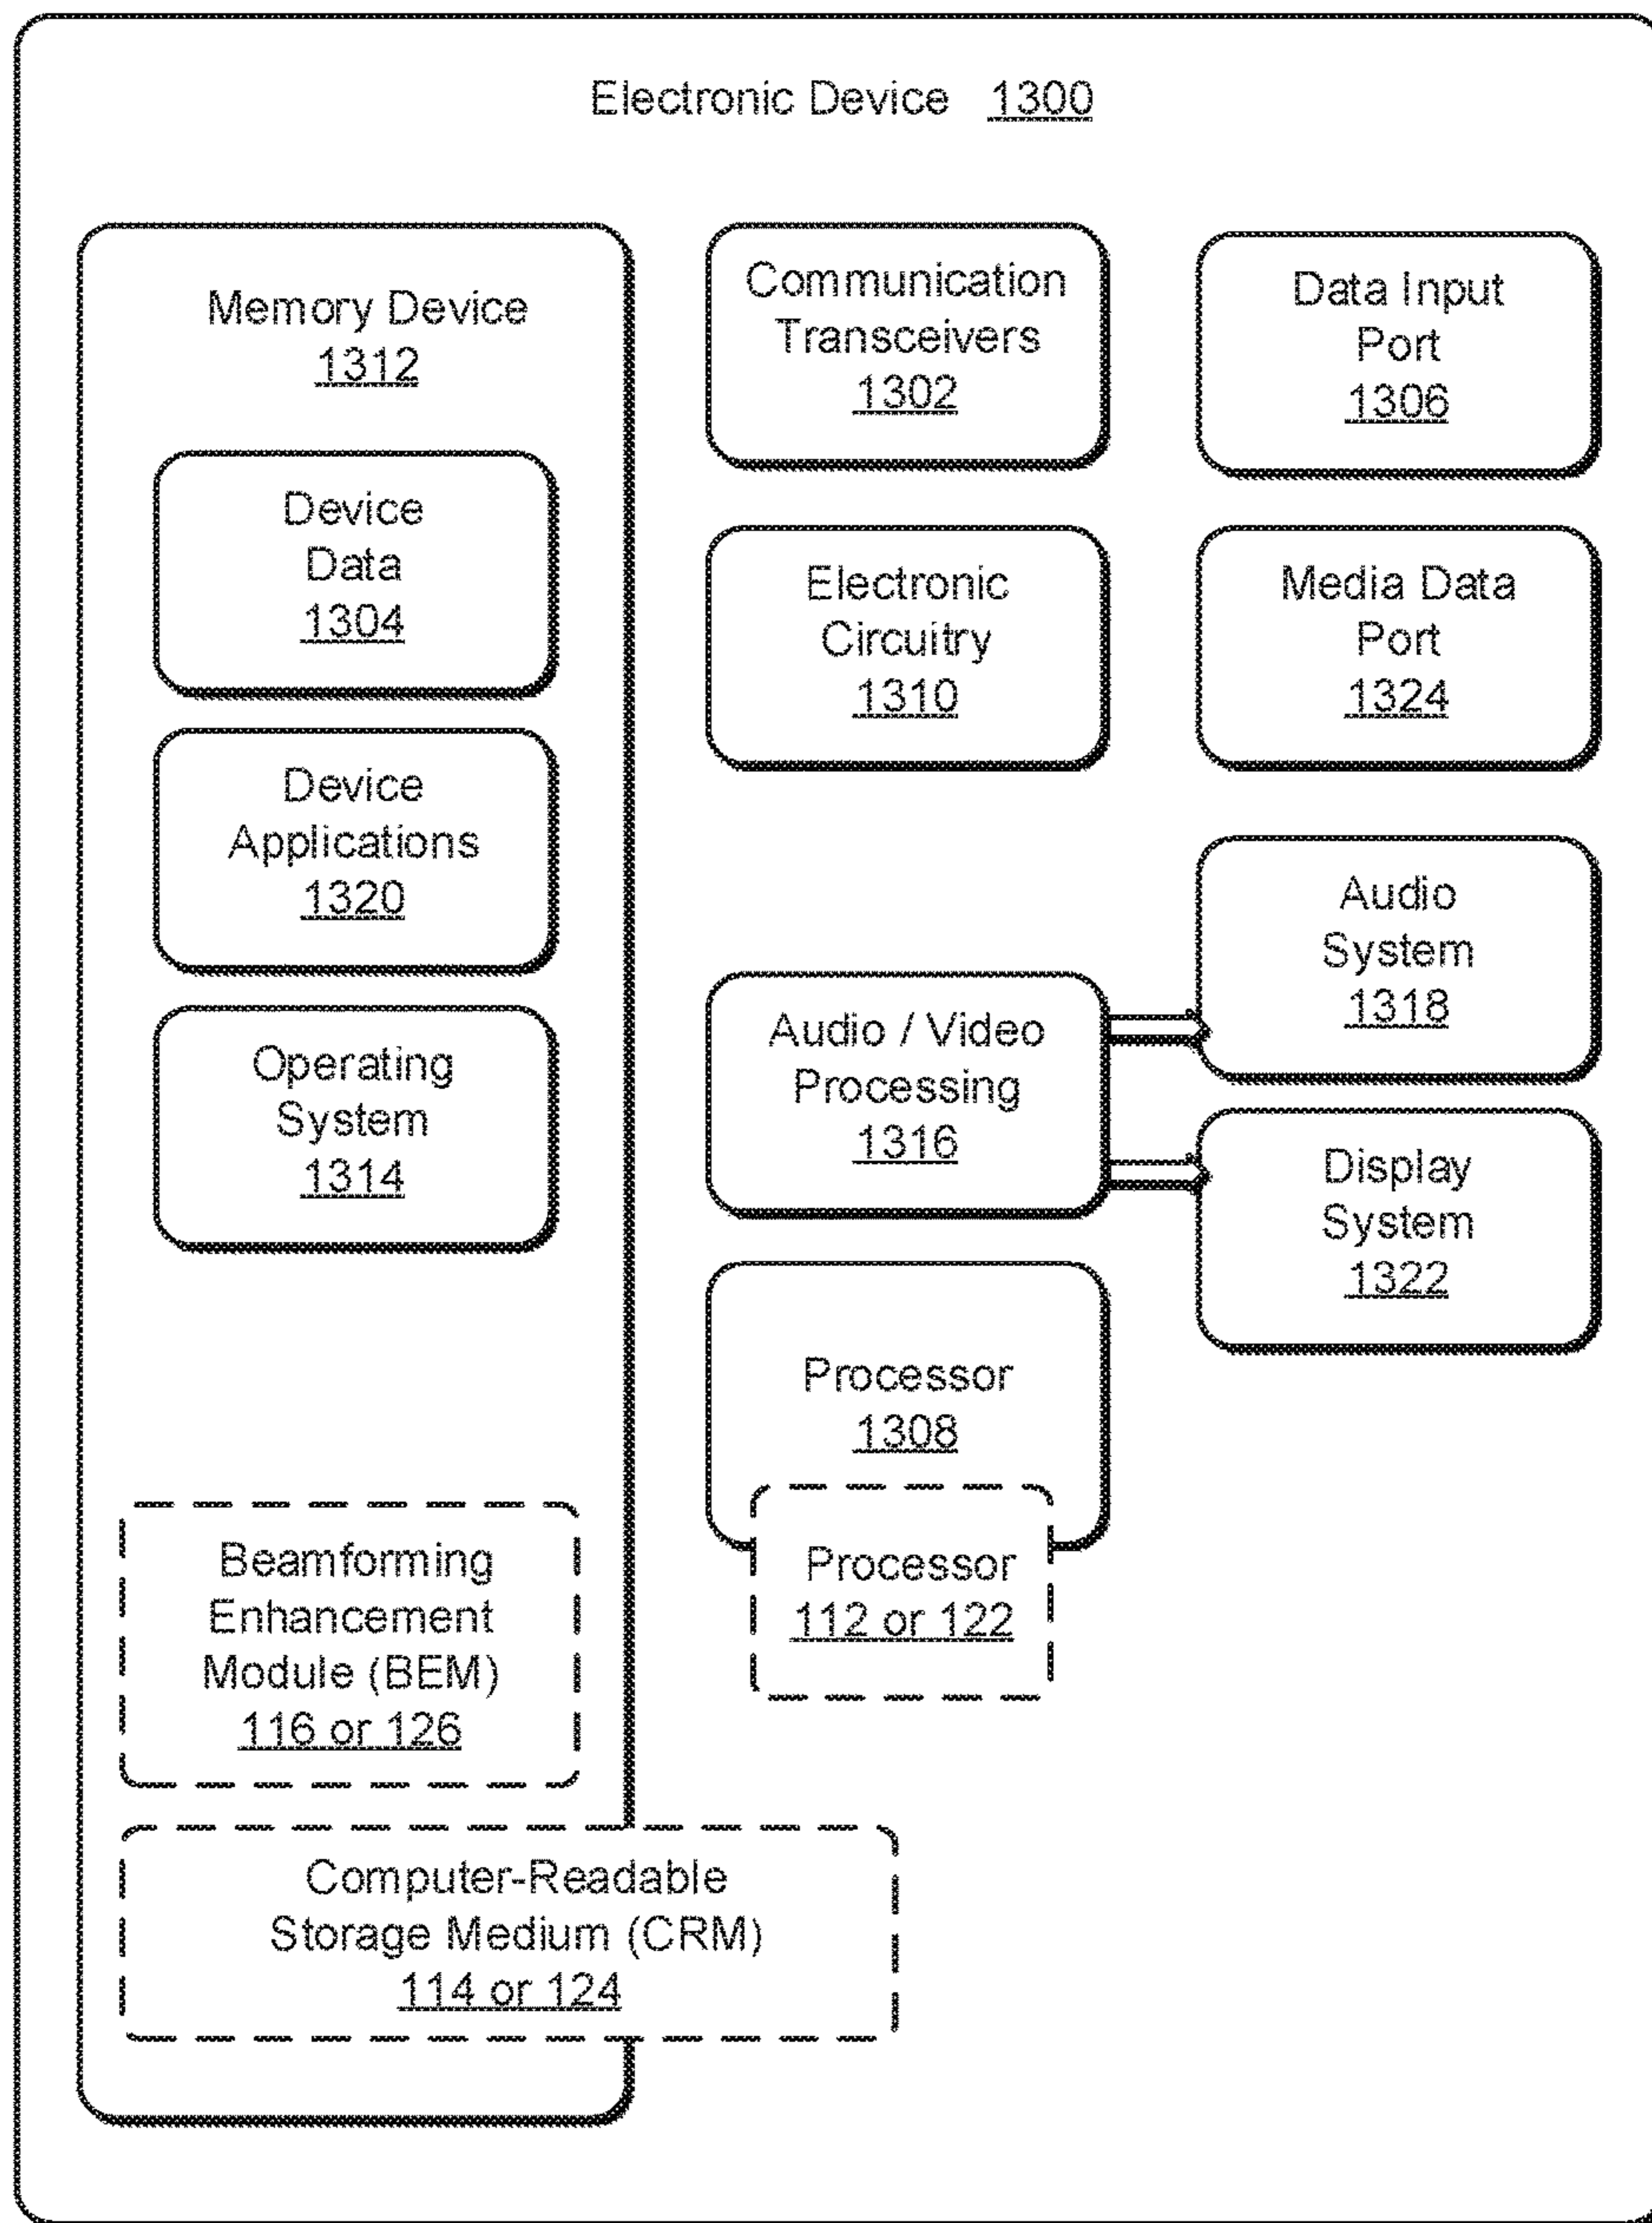 Electronic Device 1300
Memory Device
1312
Device
Data
1304
Device
Applications
1320
Operating
System
1314
Beamforming
Enhancement
Module (BEM)
116 or 126
Computer-Readable
Storage Medium (CRM)
114 or 124
Communication
Transceivers
1302
Electronic
Circuitry
1310
Audio / Video
Processing
1316
Processor
1308
Processor
112 or 122
Data Input
Port
1306
Media Data
Port
1324
Audio
System
1318
Display
System
1322